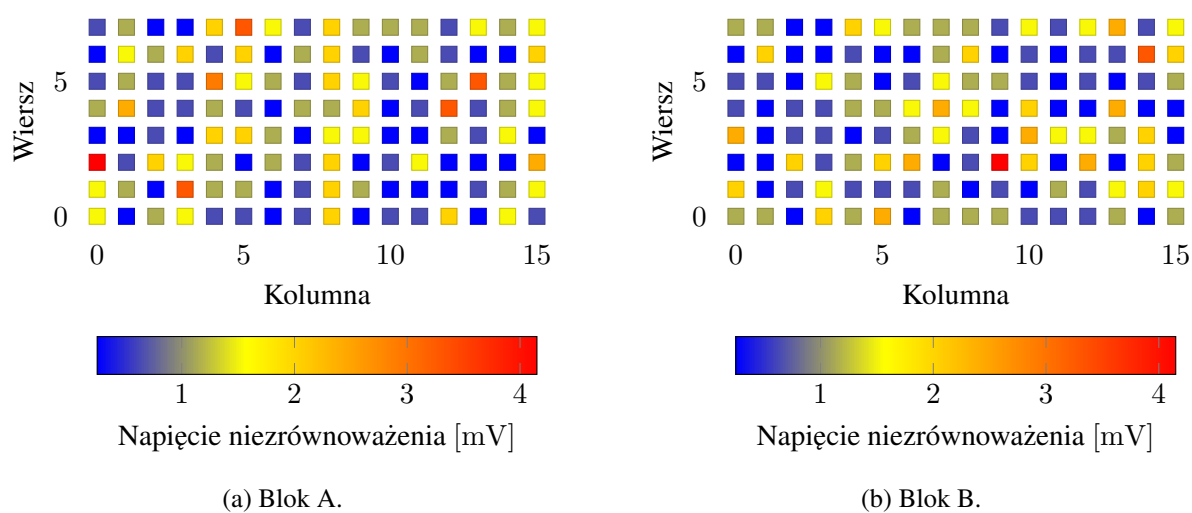 Wiersz
5
0
0 5 10 15
Kolumna
1 2 3 4
Napięcie niezrównoważenia [mV]
(a) Blok A.
Wiersz
5
0
0 5 10 15
Kolumna
1 2 3 4
Napięcie niezrównoważenia [mV]
(b) Blok B.